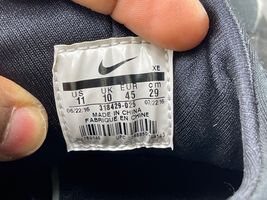 XE
US UK EUR cm
11 10 45 29
06/22/16 07/22/16
318429-025
MADE IN CHINA
FABRIQUE EN CHINE